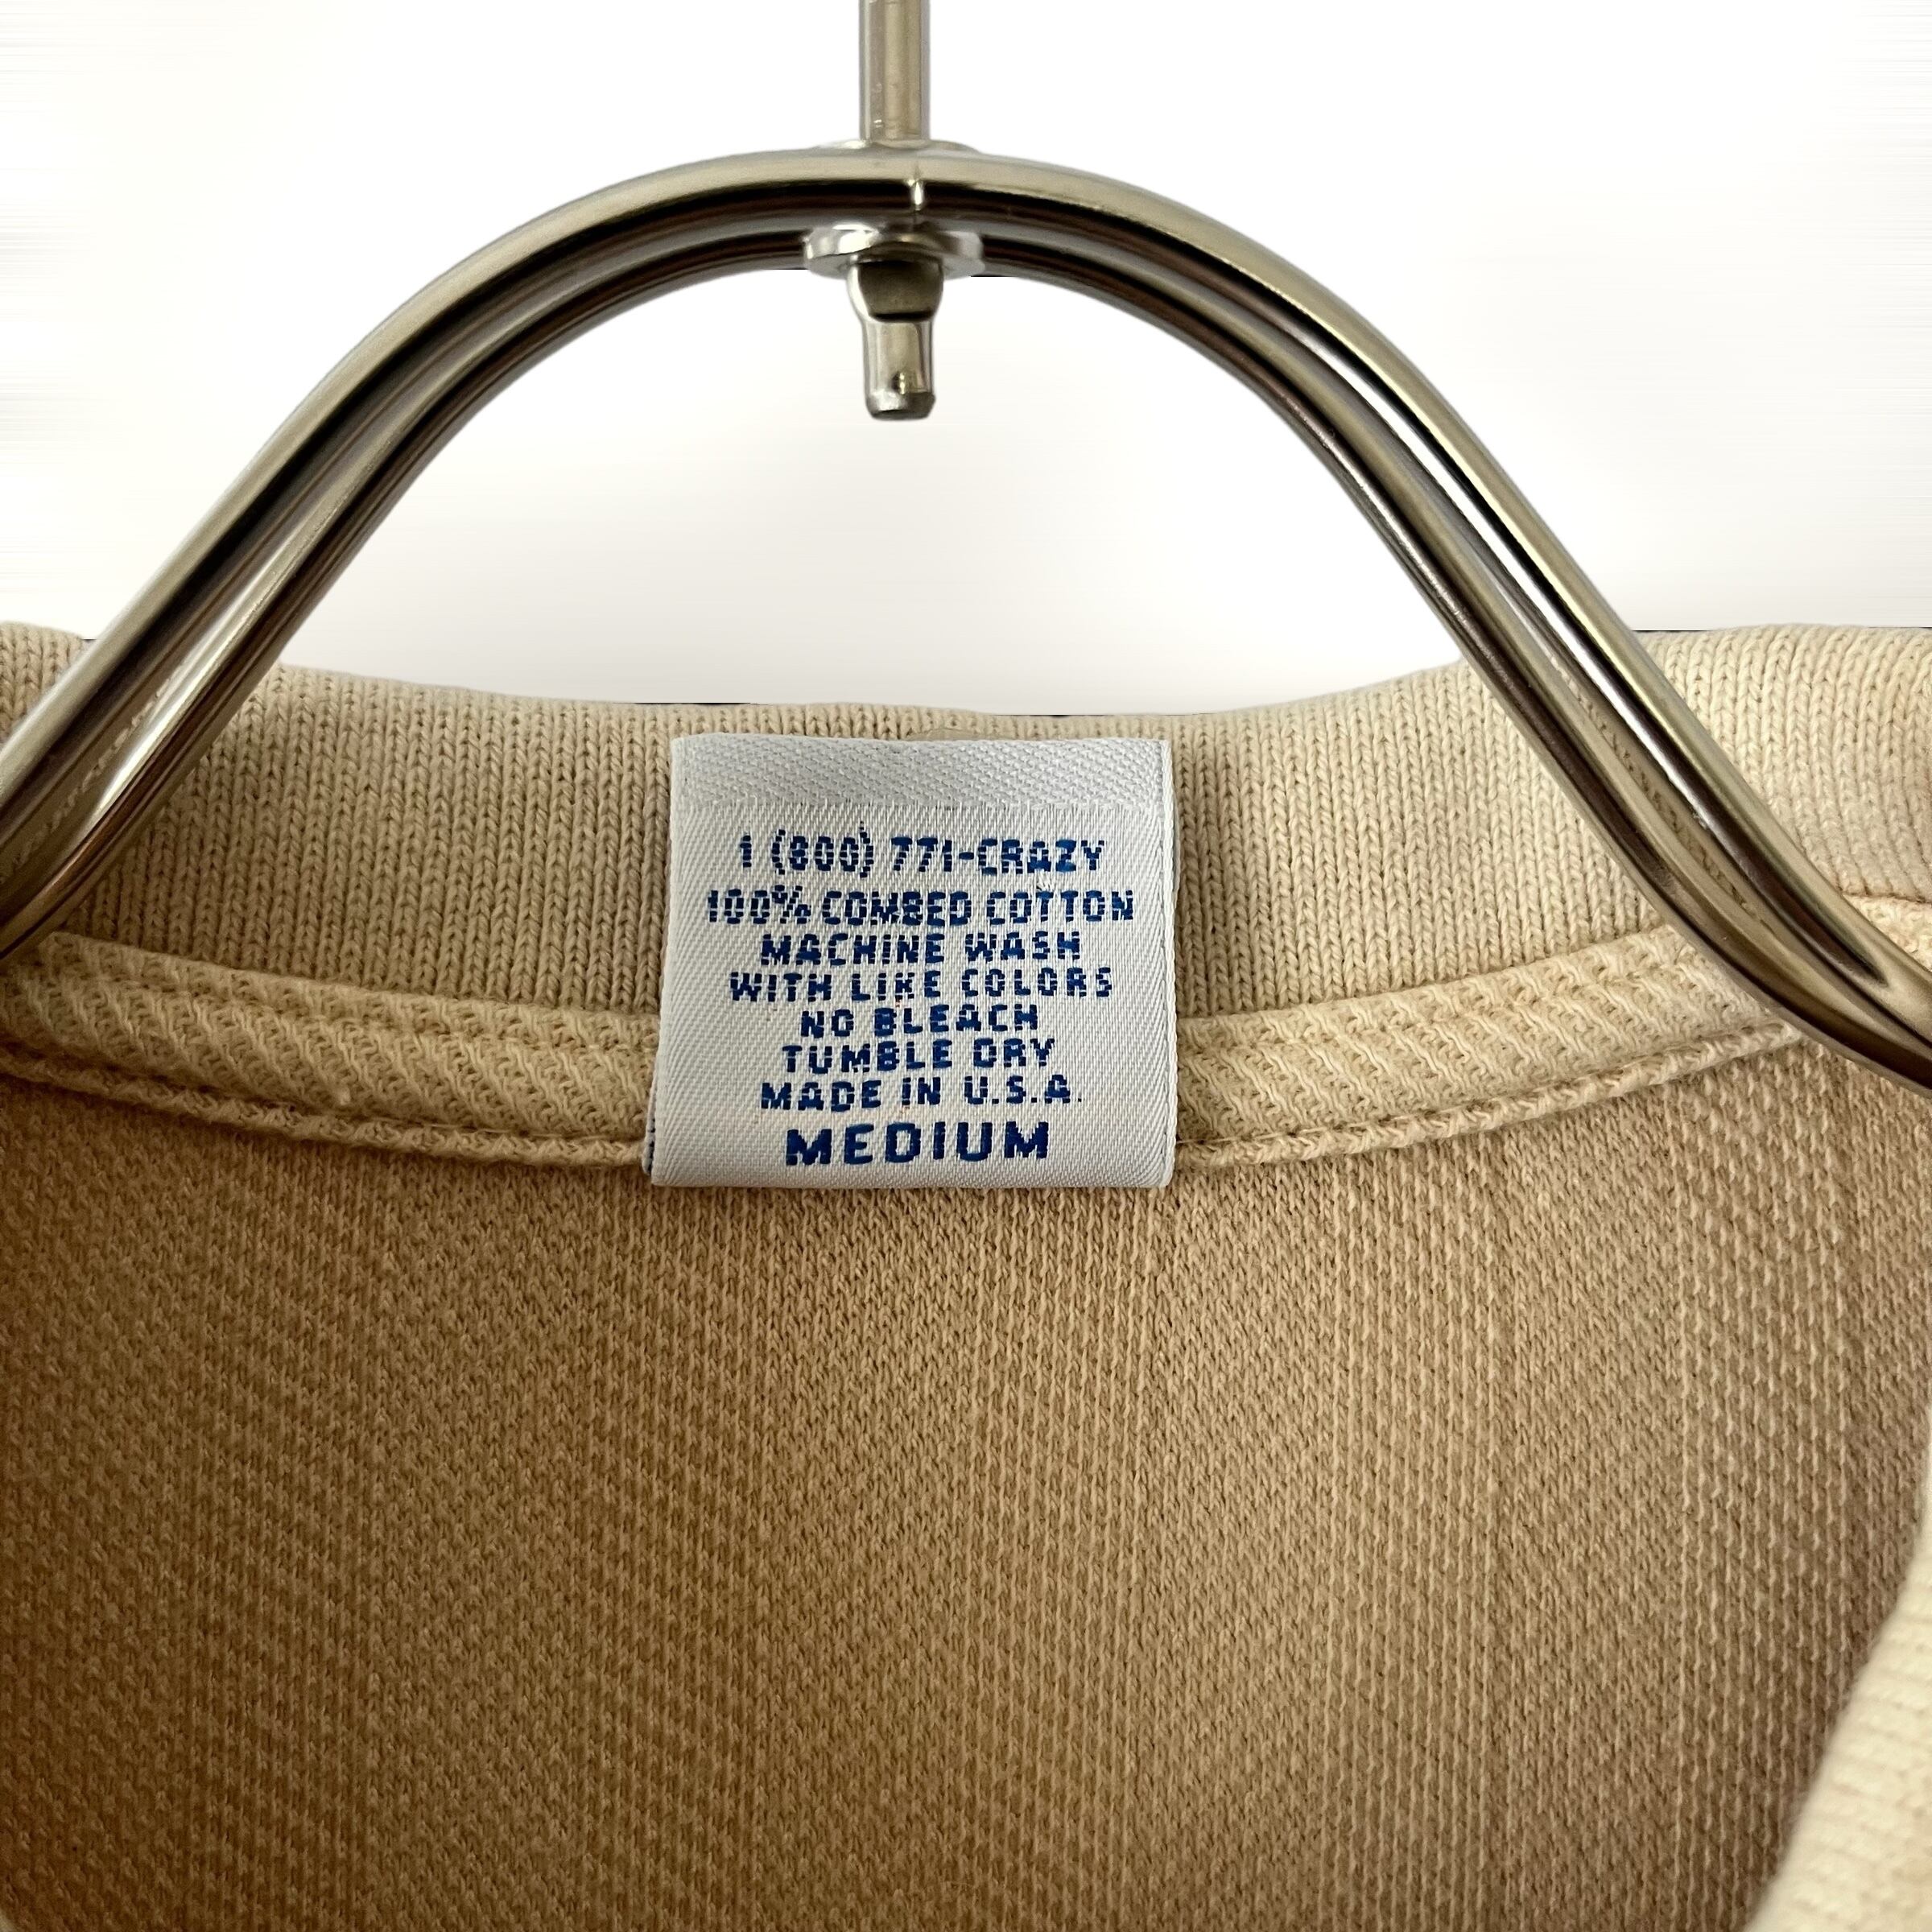 1 (800) 771-CRAZY
100% COMBED COTTON
MACHINE WASH
WITH LIKE COLORS
NO BLEACH
TUMBLE DRY
MADE IN U.S.A.
MEDIUM